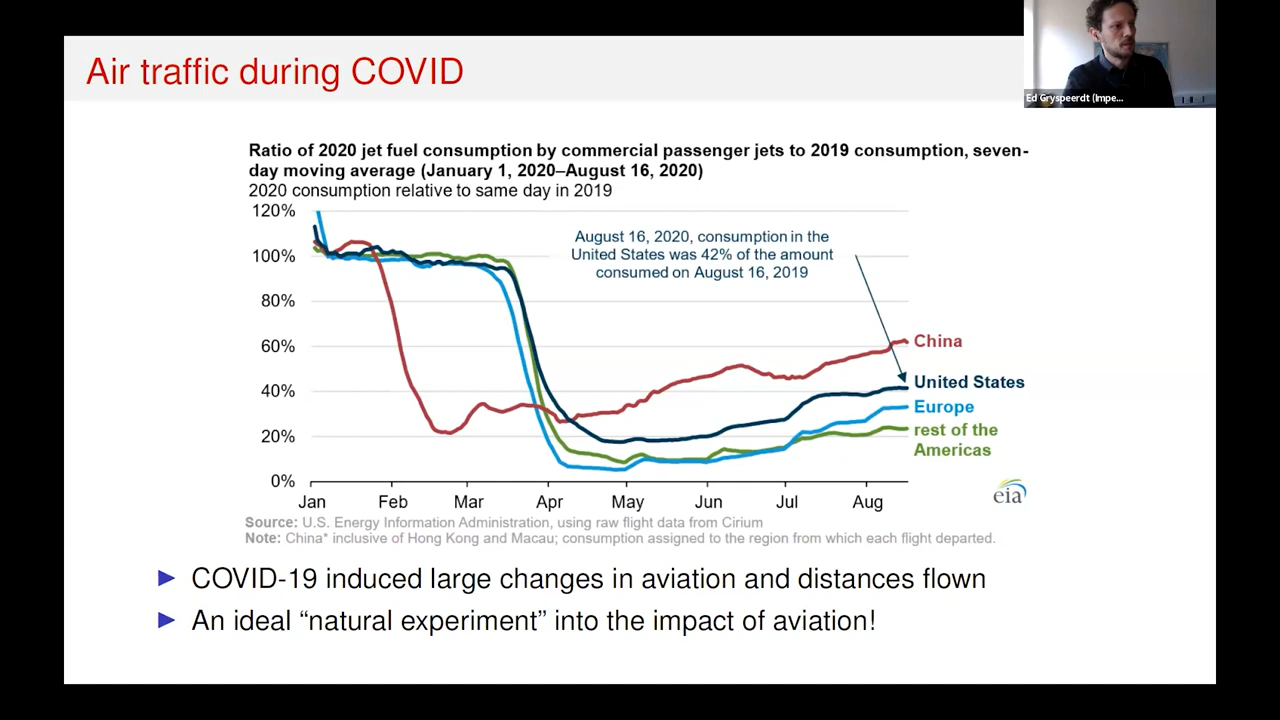 Air traffic during COVID
Ed Gryspeerdt (Impe...
Ratio of 2020 jet fuel consumption by commercial passenger jets to 2019 consumption, seven-
day moving average (January 1, 2020–August 16, 2020)
2020 consumption relative to same day in 2019
120%
100%
80%
60%
40%
20%
0%
August 16, 2020, consumption in the
United States was 42% of the amount
consumed on August 16, 2019
China
United States
Europe
rest of the
Americas
Jan Feb Mar Apr May Jun Jul Aug
eia
Source: U.S. Energy Information Administration, using raw flight data from Cirium
Note: China* inclusive of Hong Kong and Macau; consumption assigned to the region from which each flight departed.
COVID-19 induced large changes in aviation and distances flown
An ideal “natural experiment” into the impact of aviation!